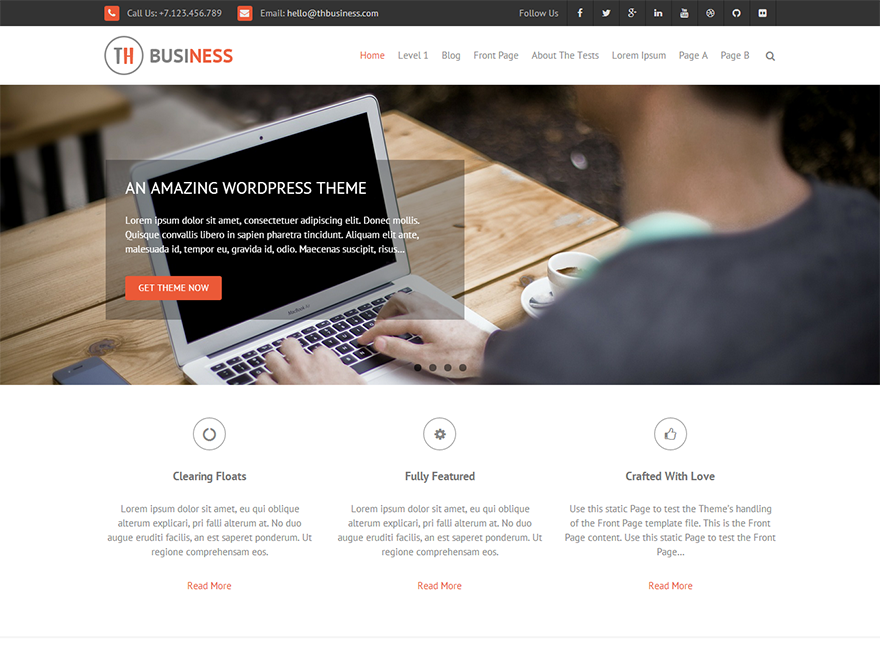 Call Us: +7.123.456.789 Email: hello@thbusiness.com Follow Us
TH BUSINESS
Home Level 1 Blog Front Page About The Tests Lorem Ipsum Page A Page B
AN AMAZING WORDPRESS THEME
Lorem ipsum dolor sit amet, consectetuer adipiscing elit. Donec mollis.
Quisque convallis libero in sapien pharetra tincidunt. Aliquam elit ante,
malesuada id, tempor eu, gravida id, odio. Maecenas suscipit, risus...
GET THEME NOW
MacBook Air
Clearing Floats
Lorem ipsum dolor sit amet, eu qui oblique
alterum explicari, pri falli alterum at. No duo
augue eruditi facilis, an est saperet ponderum. Ut
regione comprehensam eos.
Read More
Fully Featured
Lorem ipsum dolor sit amet, eu qui oblique
alterum explicari, pri falli alterum at. No duo
augue eruditi facilis, an est saperet ponderum. Ut
regione comprehensam eos.
Read More
Crafted With Love
Use this static Page to test the Theme's handling
of the Front Page template file. This is the Front
Page content. Use this static Page to test the Front
Page...
Read More